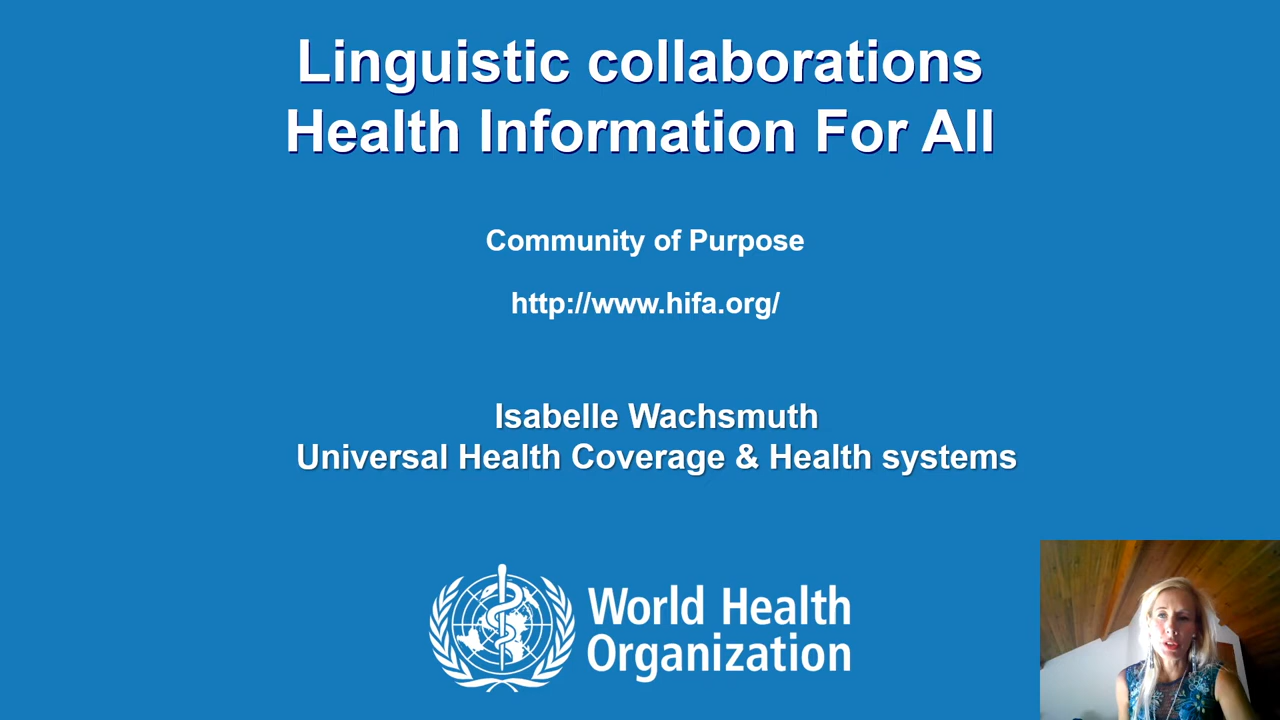 Linguistic collaborations
Health Information For All
Community of Purpose
http://www.hifa.org/
Isabelle Wachsmuth
Universal Health Coverage & Health systems
World Health
Organization